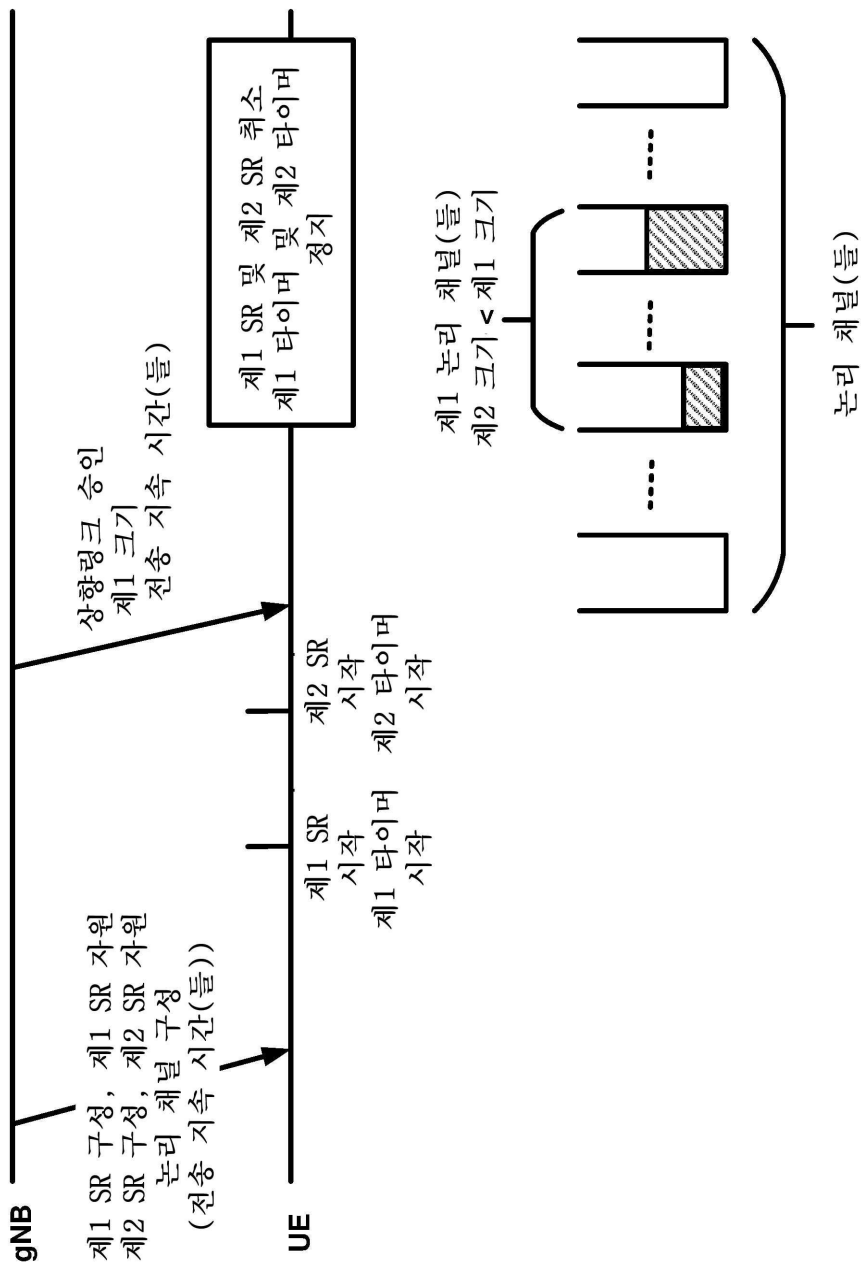 gNB
제1 SR 구성, 제1 SR 자원
제2 SR 구성, 제2 SR 자원
논리 채널 구성
(전송 지속 시간(들))
상향링크 승인
제1 크기
전송 지속 시간(들)
UE
제1 SR
시작
제1 타이머
시작
제2 SR
시작
제2 타이머
시작
제1 SR 및 제2 SR 취소
제1 타이머 및 제2 타이머
정지
제1 논리 채널(들)
제2 크기 < 제1 크기
논리 채널(들)